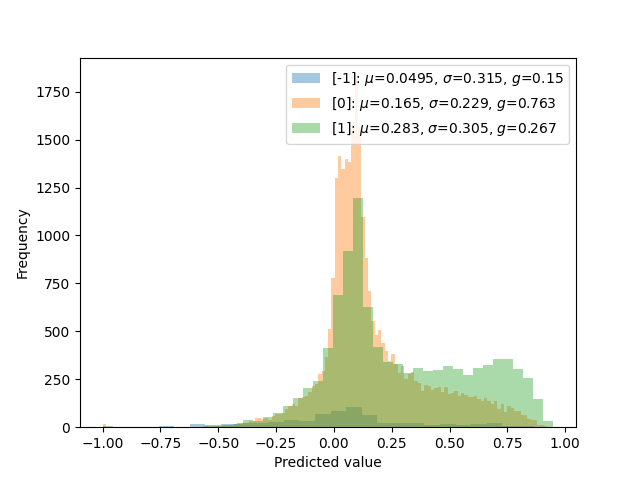 [-1]: μ=0.0495, σ=0.315, g=0.15
[0]: μ=0.165, σ=0.229, g=0.763
[1]: μ=0.283, σ=0.305, g=0.267
1750
1500
1250
1000
750
500
250
0
Frequency
−1.00 −0.75 −0.50 −0.25 0.00 0.25 0.50 0.75 1.00
Predicted value